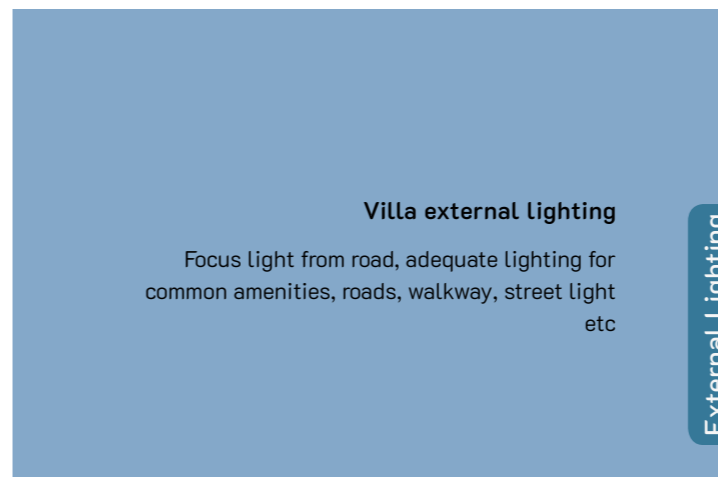 Villa external lighting
Focus light from road, adequate lighting for
common amenities, roads, walkway, street light
etc
External Lighting